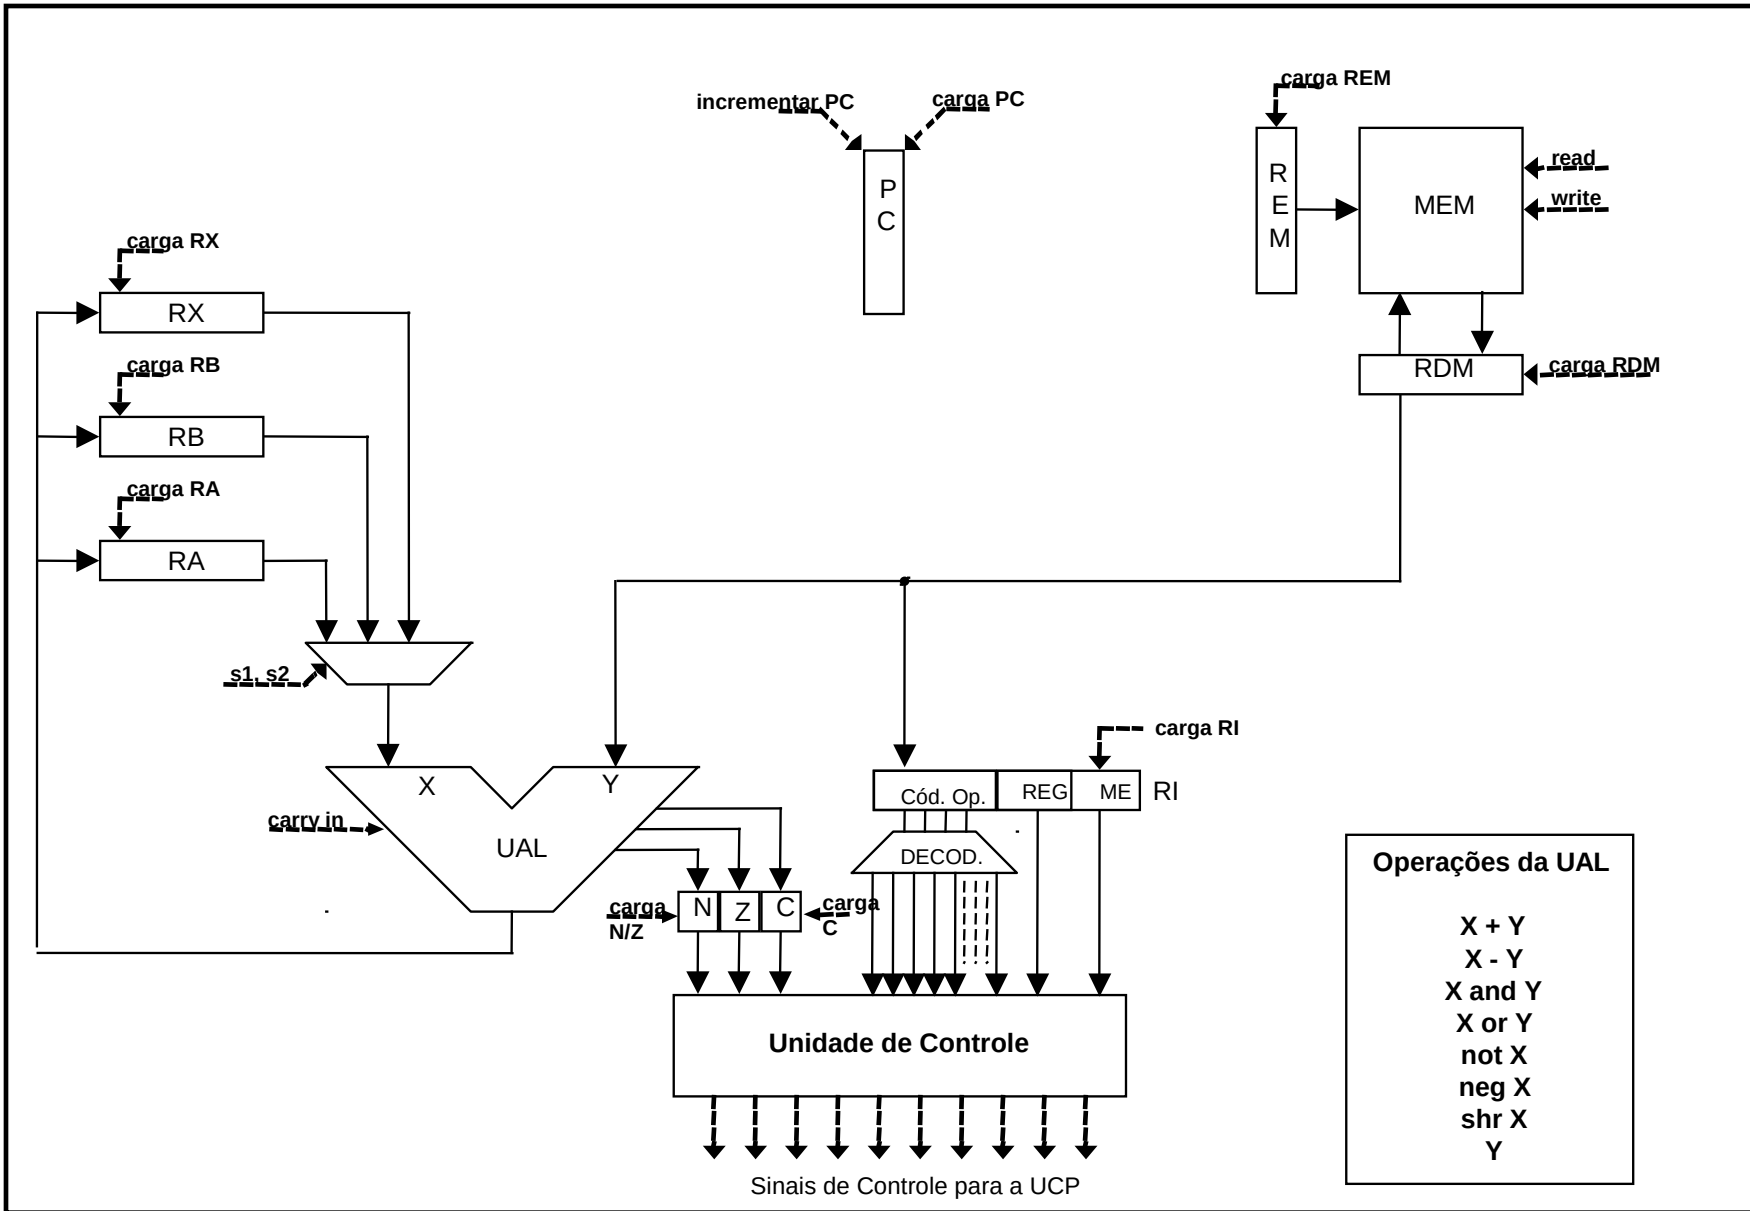 carga REM
incrementar PC
carga PC
P
C
R
E
M
MEM
read
write
carga RX
RX
carga RB
RB
carga RA
RA
RDM
carga RDM
s1, s2
carga RI
X
Y
Cód. Op.
REG
ME
RI
carry in
UAL
DECOD.
carga
N/Z
N
Z
C
carga
C
Unidade de Controle
Sinais de Controle para a UCP
Operações da UAL
X + Y
X - Y
X and Y
X or Y
not X
neg X
shr X
Y